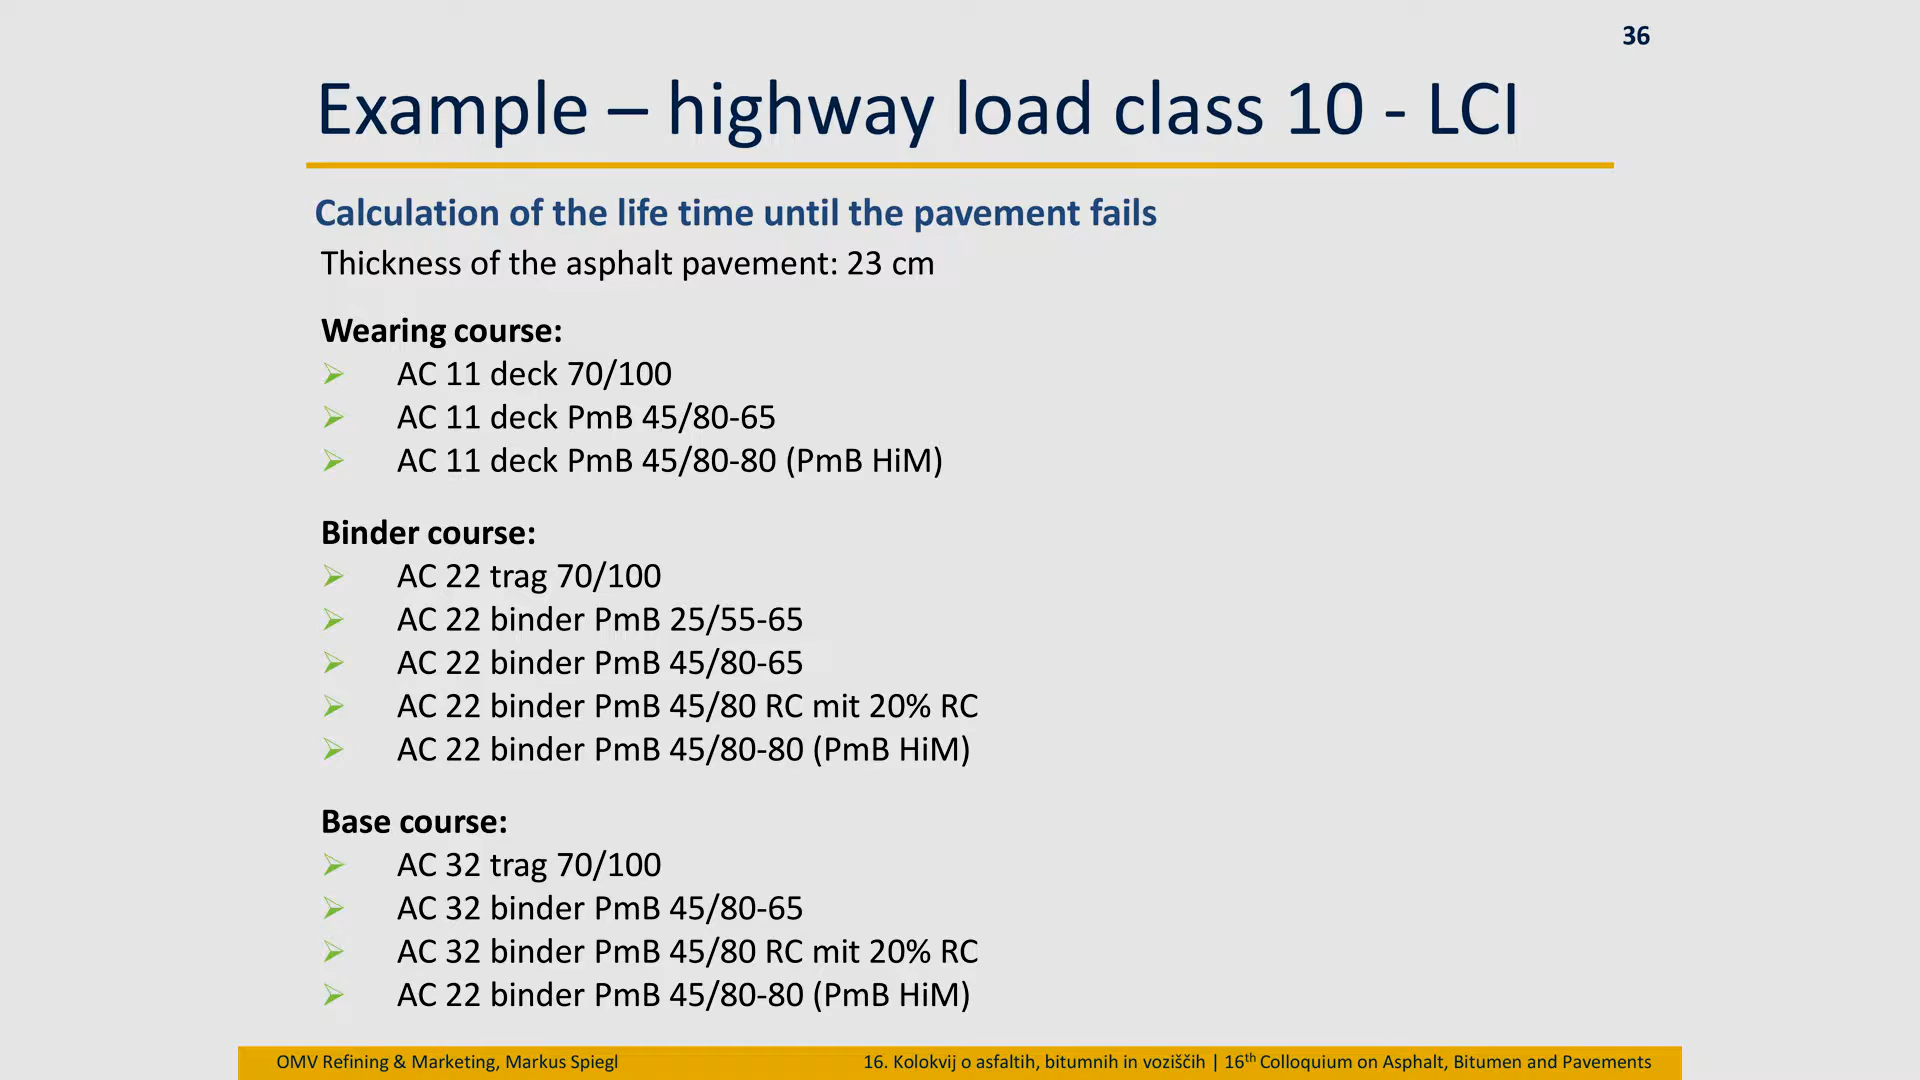 36
Example – highway load class 10 - LCI
Calculation of the life time until the pavement fails
Thickness of the asphalt pavement: 23 cm
Wearing course:
AC 11 deck 70/100
AC 11 deck PmB 45/80-65
AC 11 deck PmB 45/80-80 (PmB HiM)
Binder course:
AC 22 trag 70/100
AC 22 binder PmB 25/55-65
AC 22 binder PmB 45/80-65
AC 22 binder PmB 45/80 RC mit 20% RC
AC 22 binder PmB 45/80-80 (PmB HiM)
Base course:
AC 32 trag 70/100
AC 32 binder PmB 45/80-65
AC 32 binder PmB 45/80 RC mit 20% RC
AC 22 binder PmB 45/80-80 (PmB HiM)
OMV Refining & Marketing, Markus Spiegl
16. Kolokvij o asfaltih, bitumnih in voziščih | 16th Colloquium on Asphalt, Bitumen and Pavements